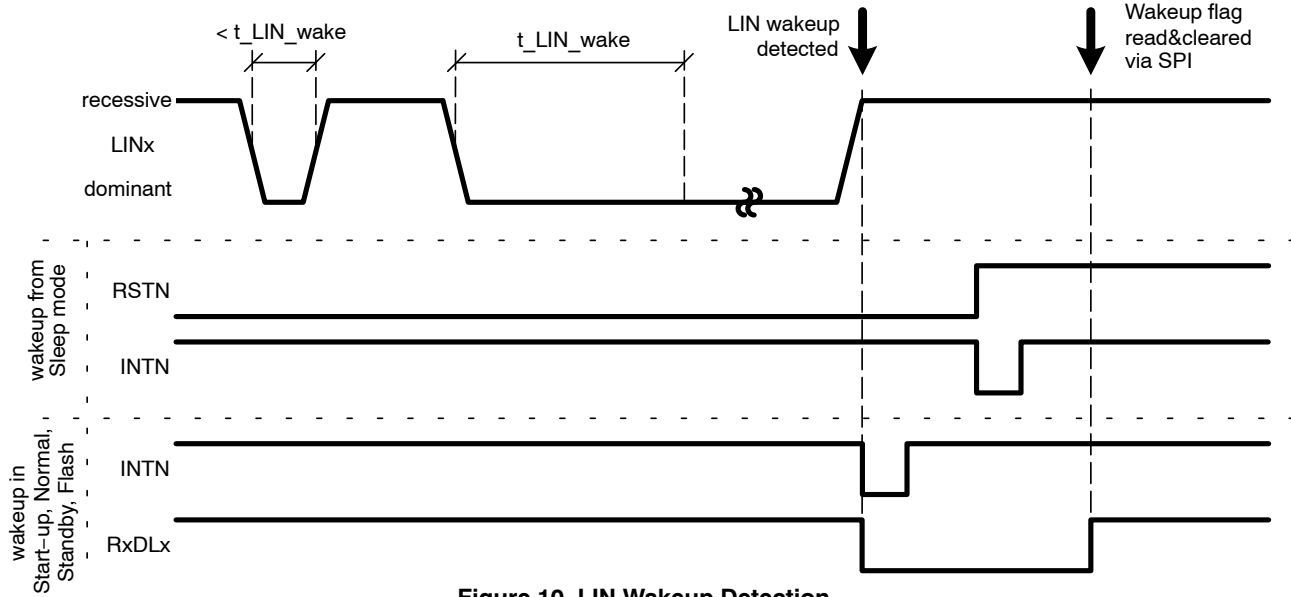 < t_LIN_wake
t_LIN_wake
LIN wakeup
detected
Wakeup flag
read&cleared
via SPI
recessive
LINx
dominant
wakeup from
Sleep mode
RSTN
INTN
wakeup in
Start-up, Normal,
Standby, Flash
INTN
RxDLx
Figure 10. LIN Wakeup Detection